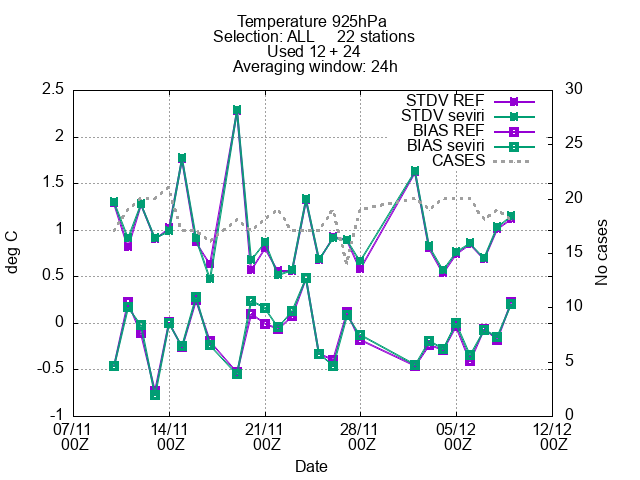 Temperature 925hPa
Selection: ALL 22 stations
Used 12 + 24
Averaging window: 24h
STDV REF
STDV seviri
BIAS REF
BIAS seviri
CASES
2.5
2
1.5
1
0.5
0
-0.5
-1
deg C
30
25
20
15
10
5
0
No cases
07/11 14/11 21/11 28/11 05/12 12/12
00Z 00Z 00Z 00Z 00Z 00Z
Date